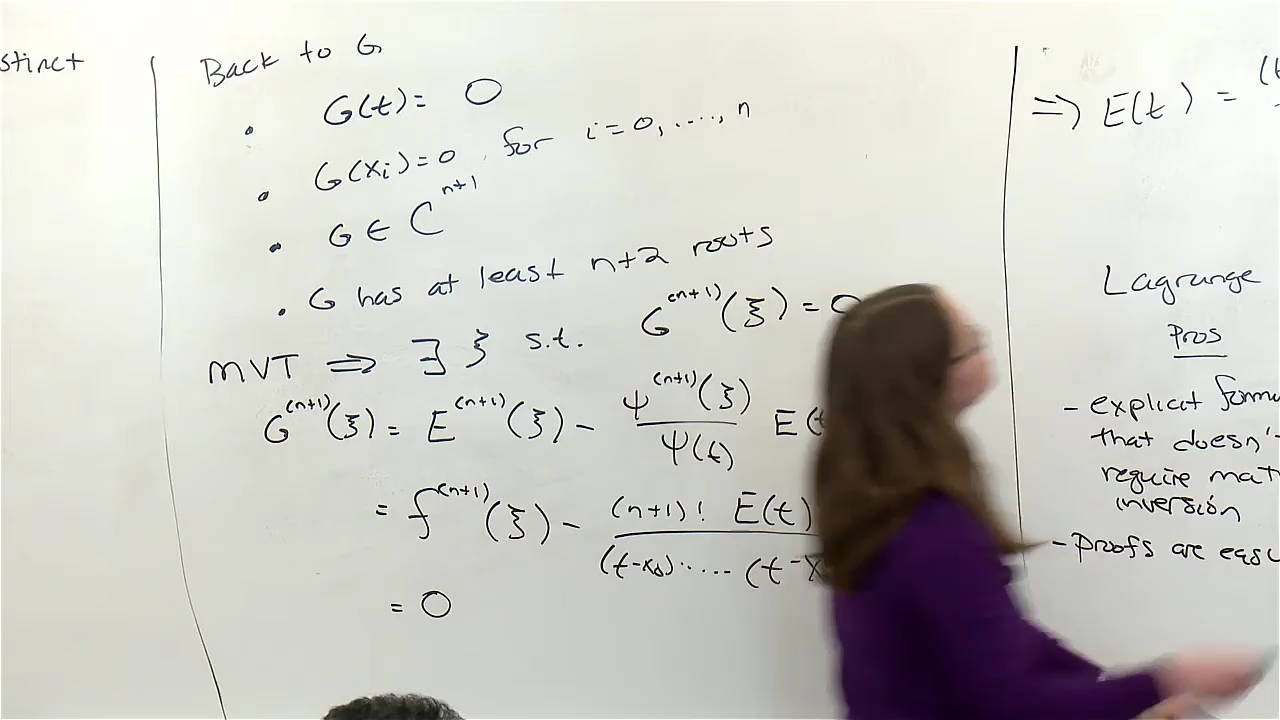 stinct
Back to G
• G(t) = 0
• G(xᵢ) = 0 for i = 0, ...., n
• G ∈ Cⁿ⁺¹
• G has at least n+2 roots
MVT ⇒ ∃ ξ s.t. G⁽ⁿ⁺¹⁾(ξ) = 0
G⁽ⁿ⁺¹⁾(ξ) = E⁽ⁿ⁺¹⁾(ξ) − Ψ⁽ⁿ⁺¹⁾(ξ) / Ψ(t) E(t
= f⁽ⁿ⁺¹⁾(ξ) − (n+1)! E(t) / (t-x₀)..... (t-x
= 0
⇒ E(t) = (t
Lagrange
Pros
- explicit formu
that doesn't
require mat
inversion
- Proofs are eas